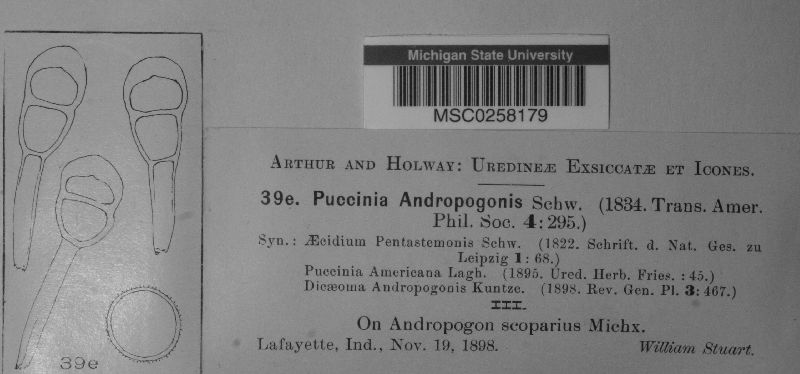 Michigan State University
MSC0258179
ARTHUR AND HOLWAY: UREDINEÆ EXSICCATÆ ET ICONES.
39e. Puccinia Andropogonis Schw. (1834. Trans. Amer.
Phil. Soc. 4: 295.)
Syn.: Æcidium Pentastemonis Schw. (1822. Schrift. d. Nat. Ges. zu
Leipzig 1: 68.)
Puccinia Americana Lagh. (1895. Ured. Herb. Fries. : 45.)
Dicæoma Andropogonis Kuntze. (1898. Rev. Gen. Pl. 3: 467.)
III.
On Andropogon scoparius Michx.
Lafayette, Ind., Nov. 19, 1898. William Stuart.
39e